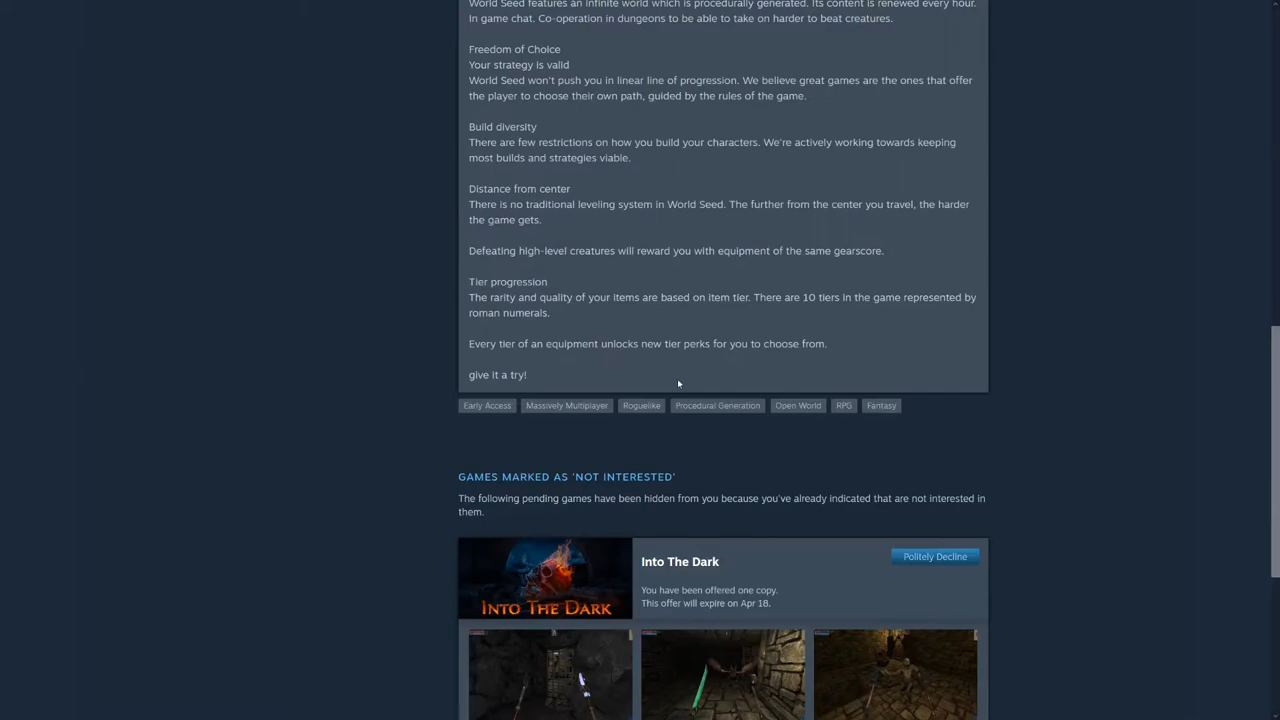 World Seed features an infinite world which is procedurally generated. Its content is renewed every hour.
In game chat. Co-operation in dungeons to be able to take on harder to beat creatures.
Freedom of Choice
Your strategy is valid
World Seed won't push you in linear line of progression. We believe great games are the ones that offer
the player to choose their own path, guided by the rules of the game.
Build diversity
There are few restrictions on how you build your characters. We're actively working towards keeping
most builds and strategies viable.
Distance from center
There is no traditional leveling system in World Seed. The further from the center you travel, the harder
the game gets.
Defeating high-level creatures will reward you with equipment of the same gearscore.
Tier progression
The rarity and quality of your items are based on item tier. There are 10 tiers in the game represented by
roman numerals.
Every tier of an equipment unlocks new tier perks for you to choose from.
give it a try!
Early Access Massively Multiplayer Roguelike Procedural Generation Open World RPG Fantasy
GAMES MARKED AS 'NOT INTERESTED'
The following pending games have been hidden from you because you've already indicated that are not interested in
them.
Into The Dark Politely Decline
You have been offered one copy.
This offer will expire on Apr 18.
INTO THE DARK